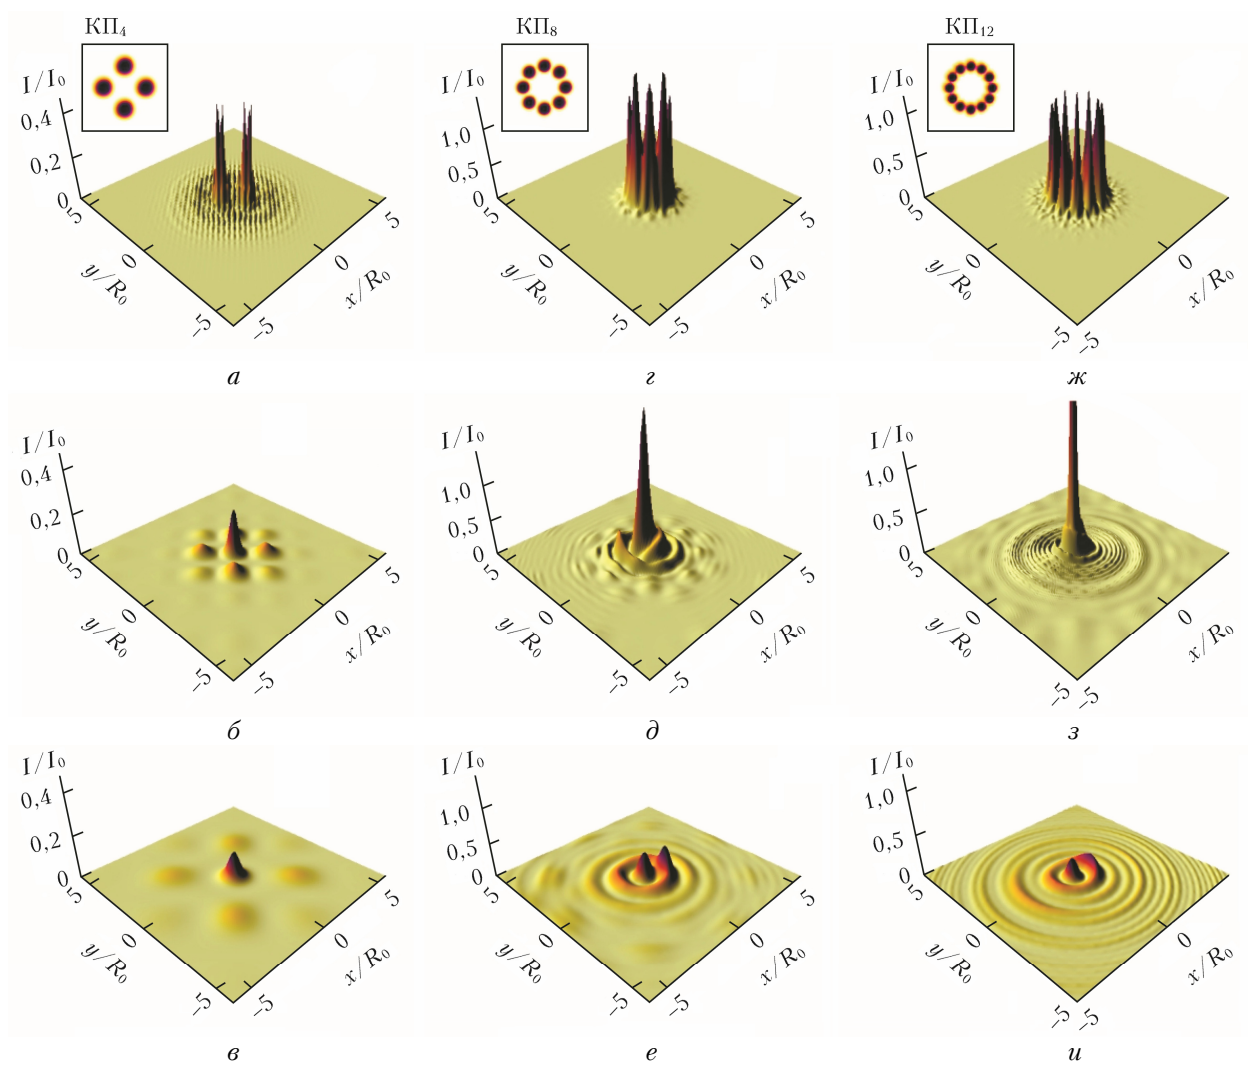 КП₄ КП₈ КП₁₂
I/I₀ I/I₀ I/I₀
0,4 1,0 1,0
0,2 0,5 0,5
0 0 0
5 5 5 5 5
0 0 0 0 0 0
y/R₀ x/R₀ y/R₀ x/R₀ y/R₀ x/R₀
−5 −5 −5 −5 −5 −5
а г ж
I/I₀ I/I₀ I/I₀
0,4 1,0 1,0
0,2 0,5 0,5
0 0 0
5 5 5 5 5
0 0 0 0 0 0
y/R₀ x/R₀ y/R₀ x/R₀ y/R₀ x/R₀
−5 −5 −5 −5 −5 −5
б д з
I/I₀ I/I₀ I/I₀
0,4 1,0 1,0
0,2 0,5 0,5
0 0 0
5 5 5 5 5
0 0 0 0 0 0
y/R₀ x/R₀ y/R₀ x/R₀ y/R₀ x/R₀
−5 −5 −5 −5 −5 −5
в е и